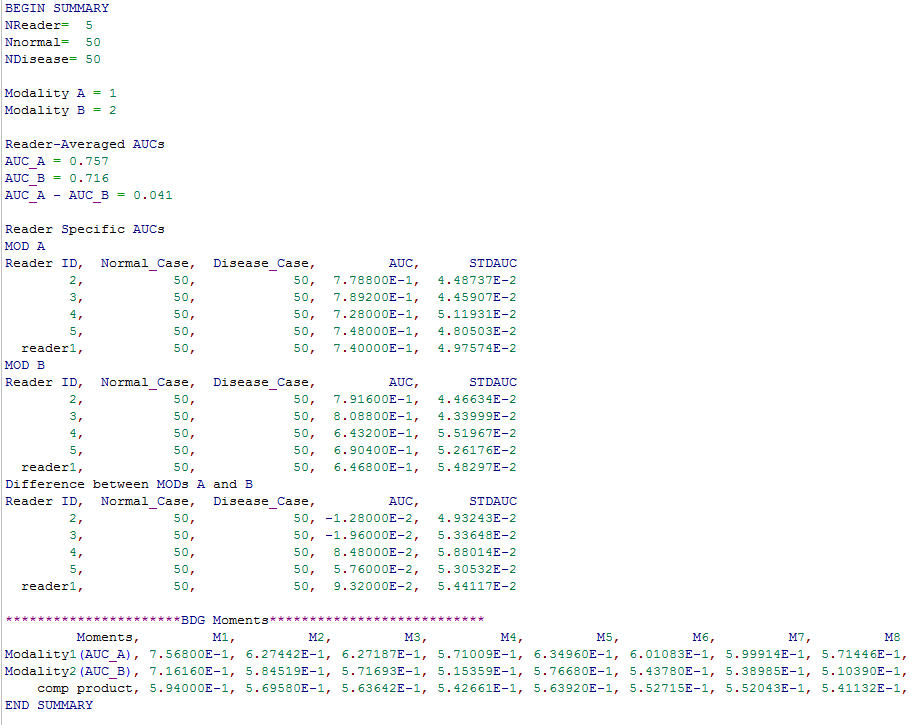 BEGIN SUMMARY
NReader=  5
Nnormal=  50
NDisease= 50

Modality A = 1
Modality B = 2

Reader-Averaged AUCs
AUC_A = 0.757
AUC_B = 0.716
AUC_A - AUC_B = 0.041

Reader Specific AUCs
MOD A
Reader ID,  Normal_Case,  Disease_Case,         AUC,      STDAUC
        2,           50,            50,  7.78800E-1,  4.48737E-2
        3,           50,            50,  7.89200E-1,  4.45907E-2
        4,           50,            50,  7.28000E-1,  5.11931E-2
        5,           50,            50,  7.48000E-1,  4.80503E-2
  reader1,           50,            50,  7.40000E-1,  4.97574E-2
MOD B
Reader ID,  Normal_Case,  Disease_Case,         AUC,      STDAUC
        2,           50,            50,  7.91600E-1,  4.46634E-2
        3,           50,            50,  8.08800E-1,  4.33999E-2
        4,           50,            50,  6.43200E-1,  5.51967E-2
        5,           50,            50,  6.90400E-1,  5.26176E-2
  reader1,           50,            50,  6.46800E-1,  5.48297E-2
Difference between MODs A and B
Reader ID,  Normal_Case,  Disease_Case,         AUC,      STDAUC
        2,           50,            50, -1.28000E-2,  4.93243E-2
        3,           50,            50, -1.96000E-2,  5.33648E-2
        4,           50,            50,  8.48000E-2,  5.88014E-2
        5,           50,            50,  5.76000E-2,  5.30532E-2
  reader1,           50,            50,  9.32000E-2,  5.44117E-2

**********************BDG Moments***************************
         Moments,         M1,         M2,         M3,         M4,         M5,         M6,         M7,         M8
Modality1(AUC_A), 7.56800E-1, 6.27442E-1, 6.27187E-1, 5.71009E-1, 6.34960E-1, 6.01083E-1, 5.99914E-1, 5.71446E-1,
Modality2(AUC_B), 7.16160E-1, 5.84519E-1, 5.71693E-1, 5.15359E-1, 5.76680E-1, 5.43780E-1, 5.38985E-1, 5.10390E-1,
    comp product, 5.94000E-1, 5.69580E-1, 5.63642E-1, 5.42661E-1, 5.63920E-1, 5.52715E-1, 5.52043E-1, 5.41132E-1,
END SUMMARY